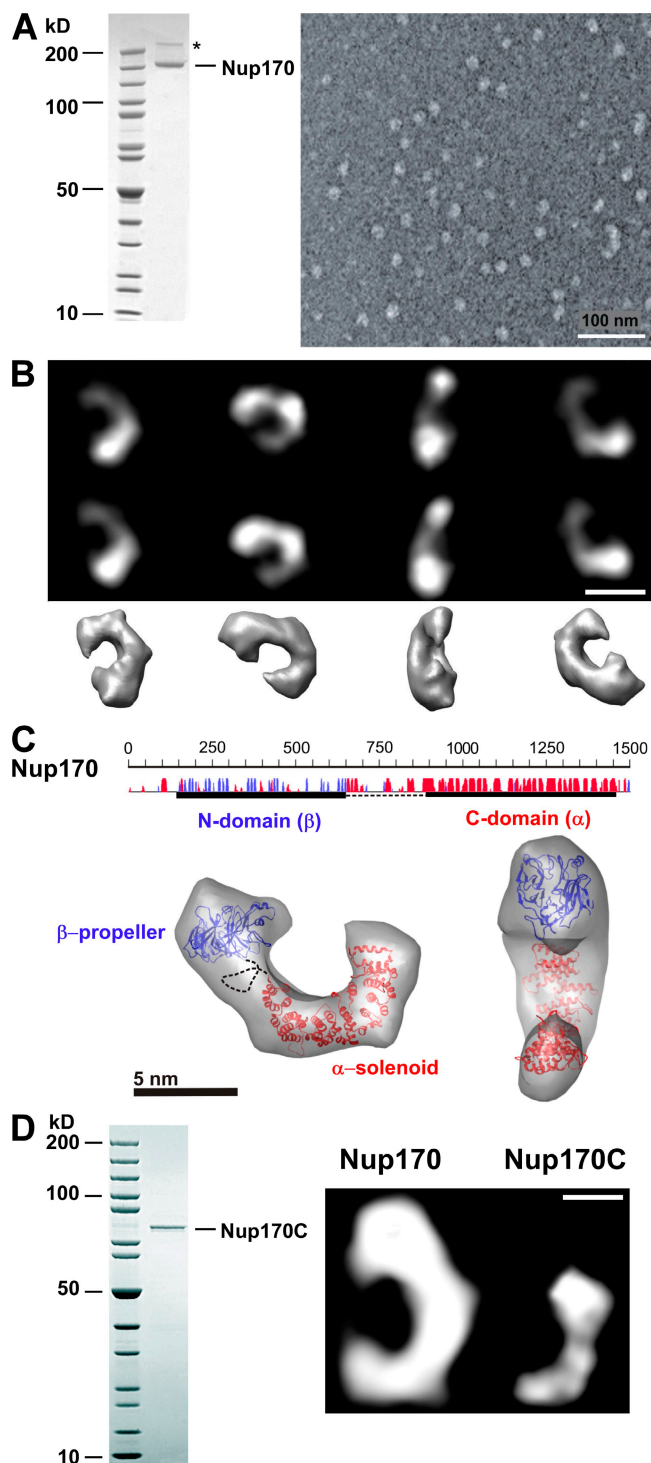 A
kD
200
100
50
10
*
Nup170
100 nm
B
C
Nup170
0 250 500 750 1000 1250 1500
N-domain (β)
C-domain (α)
β–propeller
α–solenoid
5 nm
D
kD
200
100
50
10
Nup170C
Nup170 Nup170C